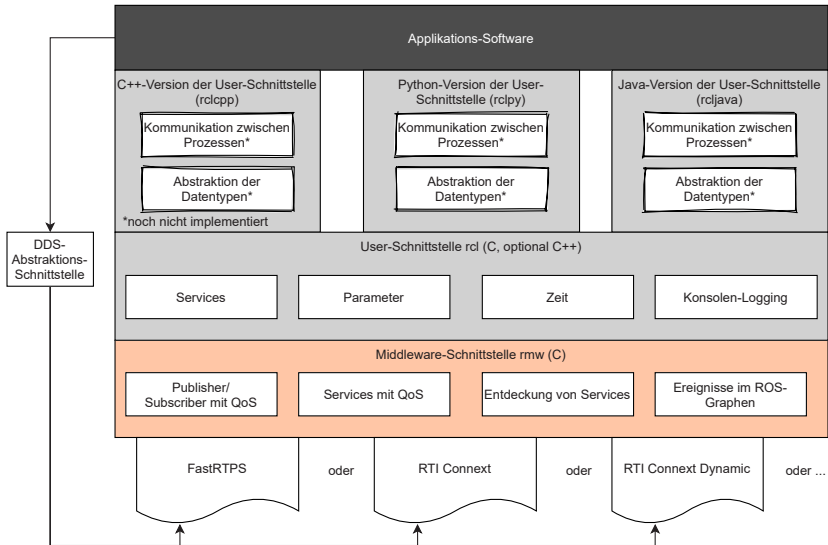 Applikations-Software
C++-Version der User-Schnittstelle
(rclcpp)
Kommunikation zwischen
Prozessen*
Abstraktion der
Datentypen*
*noch nicht implementiert
Python-Version der User-
Schnittstelle (rclpy)
Kommunikation zwischen
Prozessen*
Abstraktion der
Datentypen*
Java-Version der User-Schnittstelle
(rcljava)
Kommunikation zwischen
Prozessen*
Abstraktion der
Datentypen*
DDS-
Abstraktions-
Schnittstelle
User-Schnittstelle rcl (C, optional C++)
Services
Parameter
Zeit
Konsolen-Logging
Middleware-Schnittstelle rmw (C)
Publisher/
Subscriber mit QoS
Services mit QoS
Entdeckung von Services
Ereignisse im ROS-
Graphen
FastRTPS
oder
RTI Connext
oder
RTI Connext Dynamic
oder ...